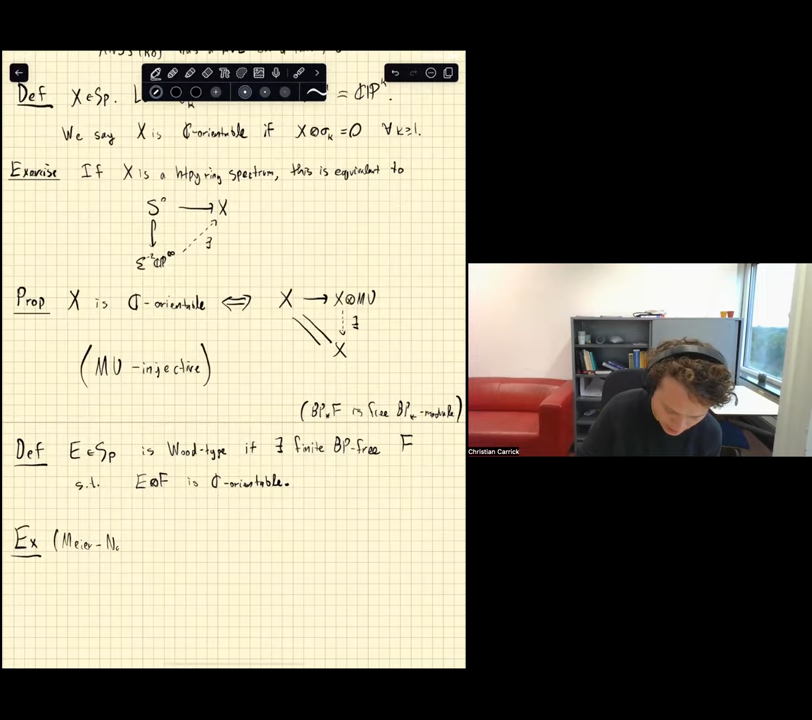 Def X ∈ Sp. = ℂP^k.
We say X is ℂ-orientable if X⊗σ_k = 0 ∀k≥1.
Exercise If X is a htpy ring spectrum, this is equivalent to
S⁰ → X
∃
Σ^{-2}ℂP^∞
Prop X is ℂ-orientable ⟺ X → X⊗MU
∃
(MU-injective) X
(BP_*F is free BP_*-module)
Def E∈Sp is Wood-type if ∃ finite BP-free F
s.t. E⊗F is ℂ-orientable.
Ex (Meier-Na
Christian Carrick